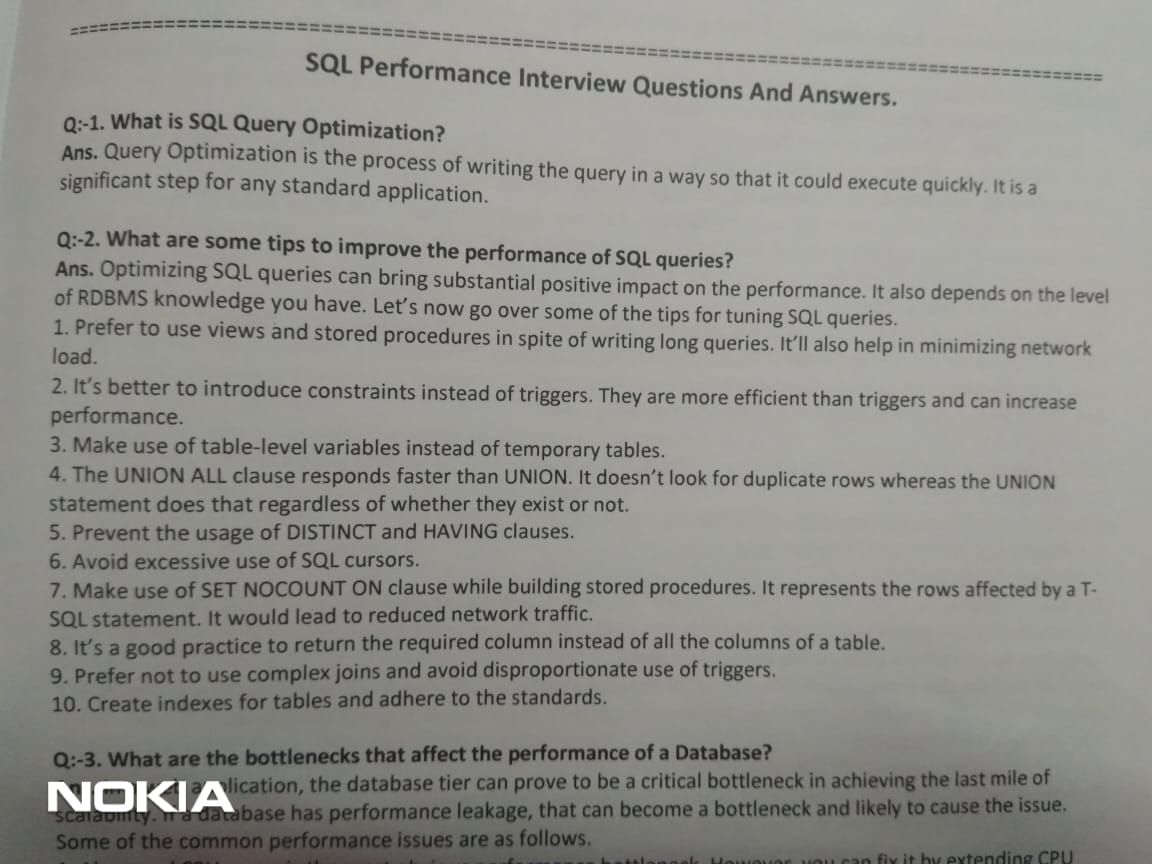 ================================================================
SQL Performance Interview Questions And Answers.
Q:-1. What is SQL Query Optimization?
Ans. Query Optimization is the process of writing the query in a way so that it could execute quickly. It is a
significant step for any standard application.
Q:-2. What are some tips to improve the performance of SQL queries?
Ans. Optimizing SQL queries can bring substantial positive impact on the performance. It also depends on the level
of RDBMS knowledge you have. Let's now go over some of the tips for tuning SQL queries.
1. Prefer to use views and stored procedures in spite of writing long queries. It'll also help in minimizing network
load.
2. It's better to introduce constraints instead of triggers. They are more efficient than triggers and can increase
performance.
3. Make use of table-level variables instead of temporary tables.
4. The UNION ALL clause responds faster than UNION. It doesn't look for duplicate rows whereas the UNION
statement does that regardless of whether they exist or not.
5. Prevent the usage of DISTINCT and HAVING clauses.
6. Avoid excessive use of SQL cursors.
7. Make use of SET NOCOUNT ON clause while building stored procedures. It represents the rows affected by a T-
SQL statement. It would lead to reduced network traffic.
8. It's a good practice to return the required column instead of all the columns of a table.
9. Prefer not to use complex joins and avoid disproportionate use of triggers.
10. Create indexes for tables and adhere to the standards.
Q:-3. What are the bottlenecks that affect the performance of a Database?
application, the database tier can prove to be a critical bottleneck in achieving the last mile of
NOKIA
scalability. If a database has performance leakage, that can become a bottleneck and likely to cause the issue.
Some of the common performance issues are as follows.
However, you can fix it by extending CPU